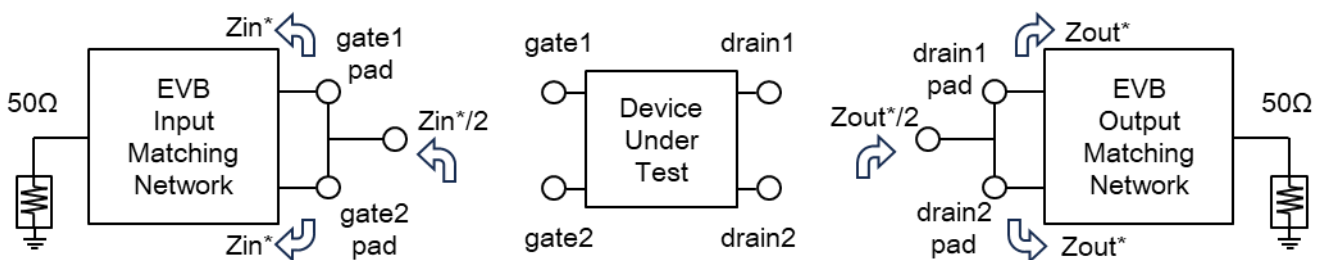 Zin*
gate1
pad
50Ω
EVB
Input
Matching
Network
Zin*/2
gate2
pad
Zin*
gate1
drain1
Device
Under
Test
gate2
drain2
Zout*
drain1
pad
Zout*/2
EVB
Output
Matching
Network
50Ω
drain2
pad
Zout*